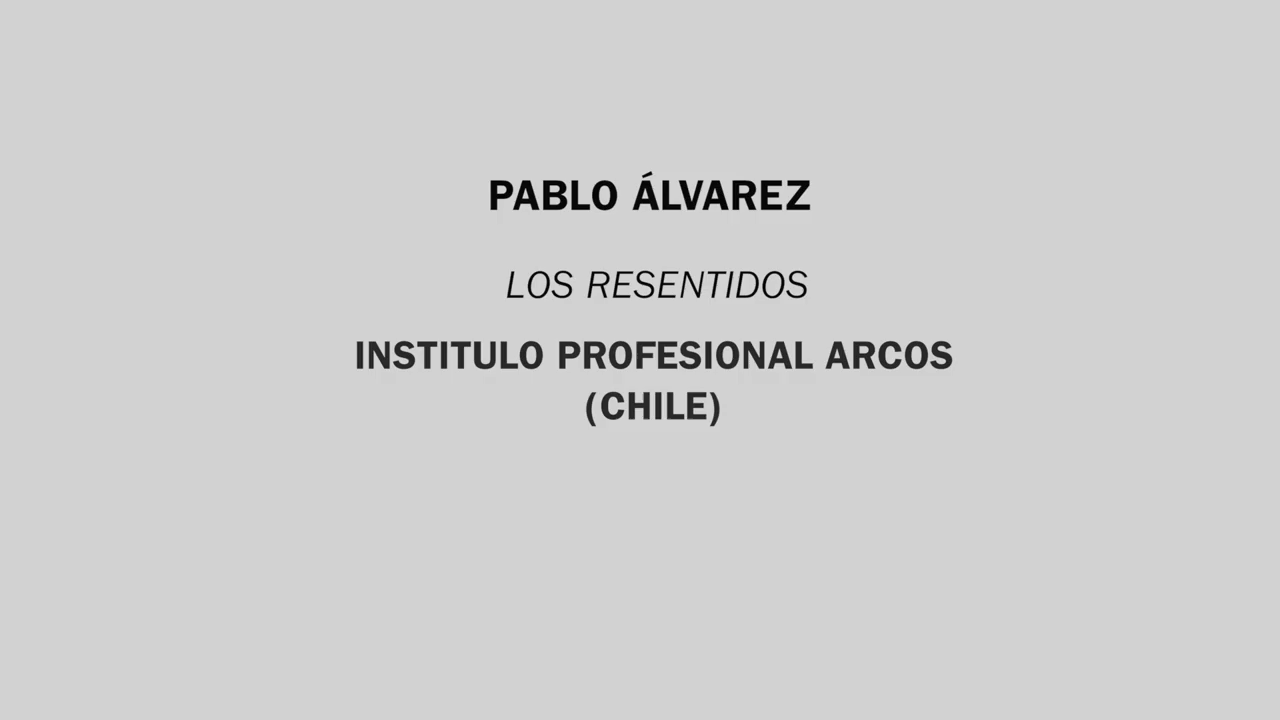 PABLO ÁLVAREZ
LOS RESENTIDOS
INSTITULO PROFESIONAL ARCOS
(CHILE)